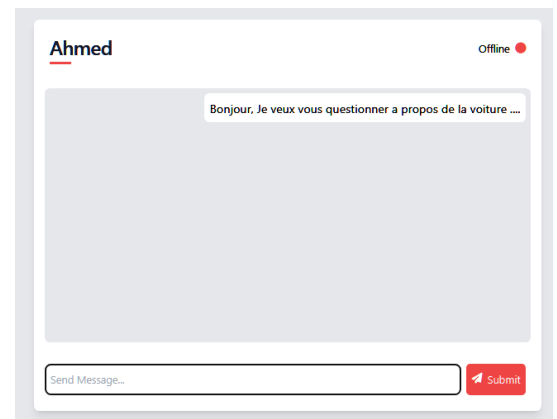 Ahmed
Offline
Bonjour, Je veux vous questionner a propos de la voiture ....
Send Message...
Submit